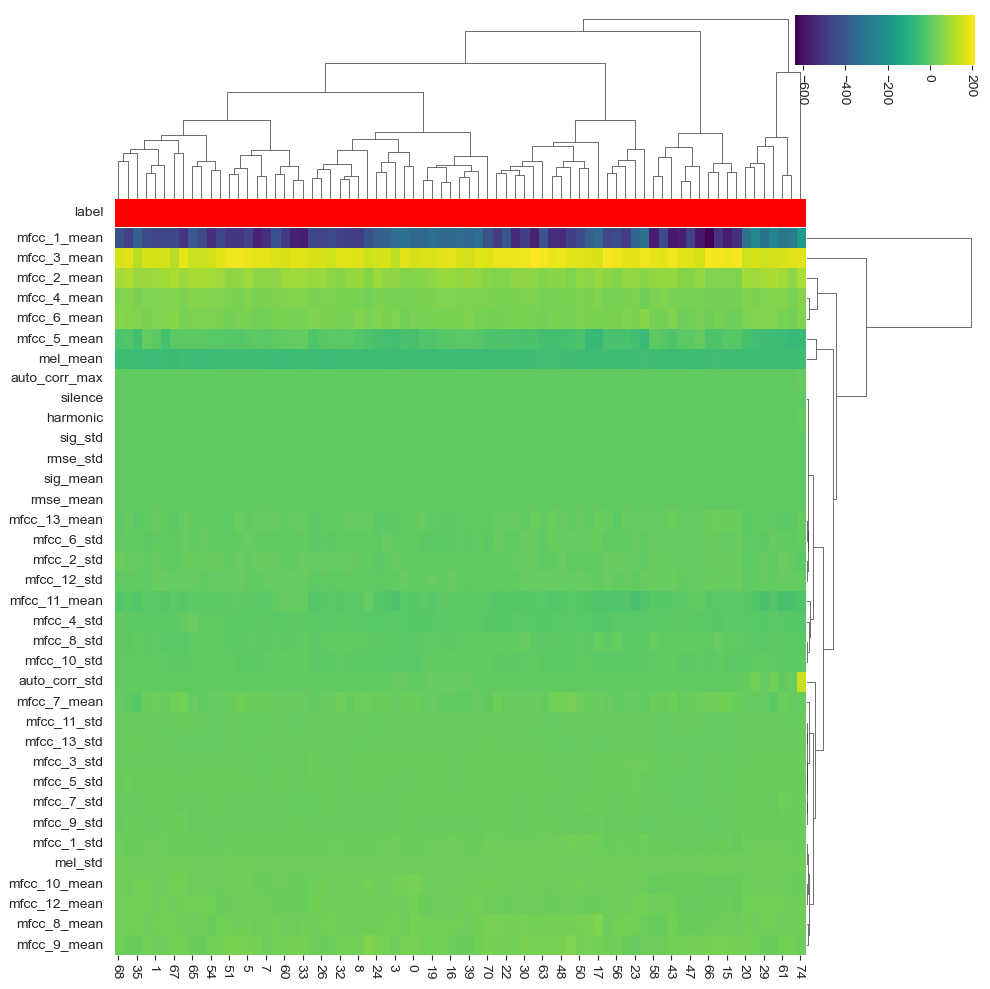 -600
-400
-200
0
200
label
mfcc_1_mean
mfcc_3_mean
mfcc_2_mean
mfcc_4_mean
mfcc_6_mean
mfcc_5_mean
mel_mean
auto_corr_max
silence
harmonic
sig_std
rmse_std
sig_mean
rmse_mean
mfcc_13_mean
mfcc_6_std
mfcc_2_std
mfcc_12_std
mfcc_11_mean
mfcc_4_std
mfcc_8_std
mfcc_10_std
auto_corr_std
mfcc_7_mean
mfcc_11_std
mfcc_13_std
mfcc_3_std
mfcc_5_std
mfcc_7_std
mfcc_9_std
mfcc_1_std
mel_std
mfcc_10_mean
mfcc_12_mean
mfcc_8_mean
mfcc_9_mean
68
35
1
67
65
54
51
5
7
60
33
26
32
8
24
3
0
19
16
39
70
22
30
63
48
50
17
56
23
58
43
47
66
15
20
29
61
74